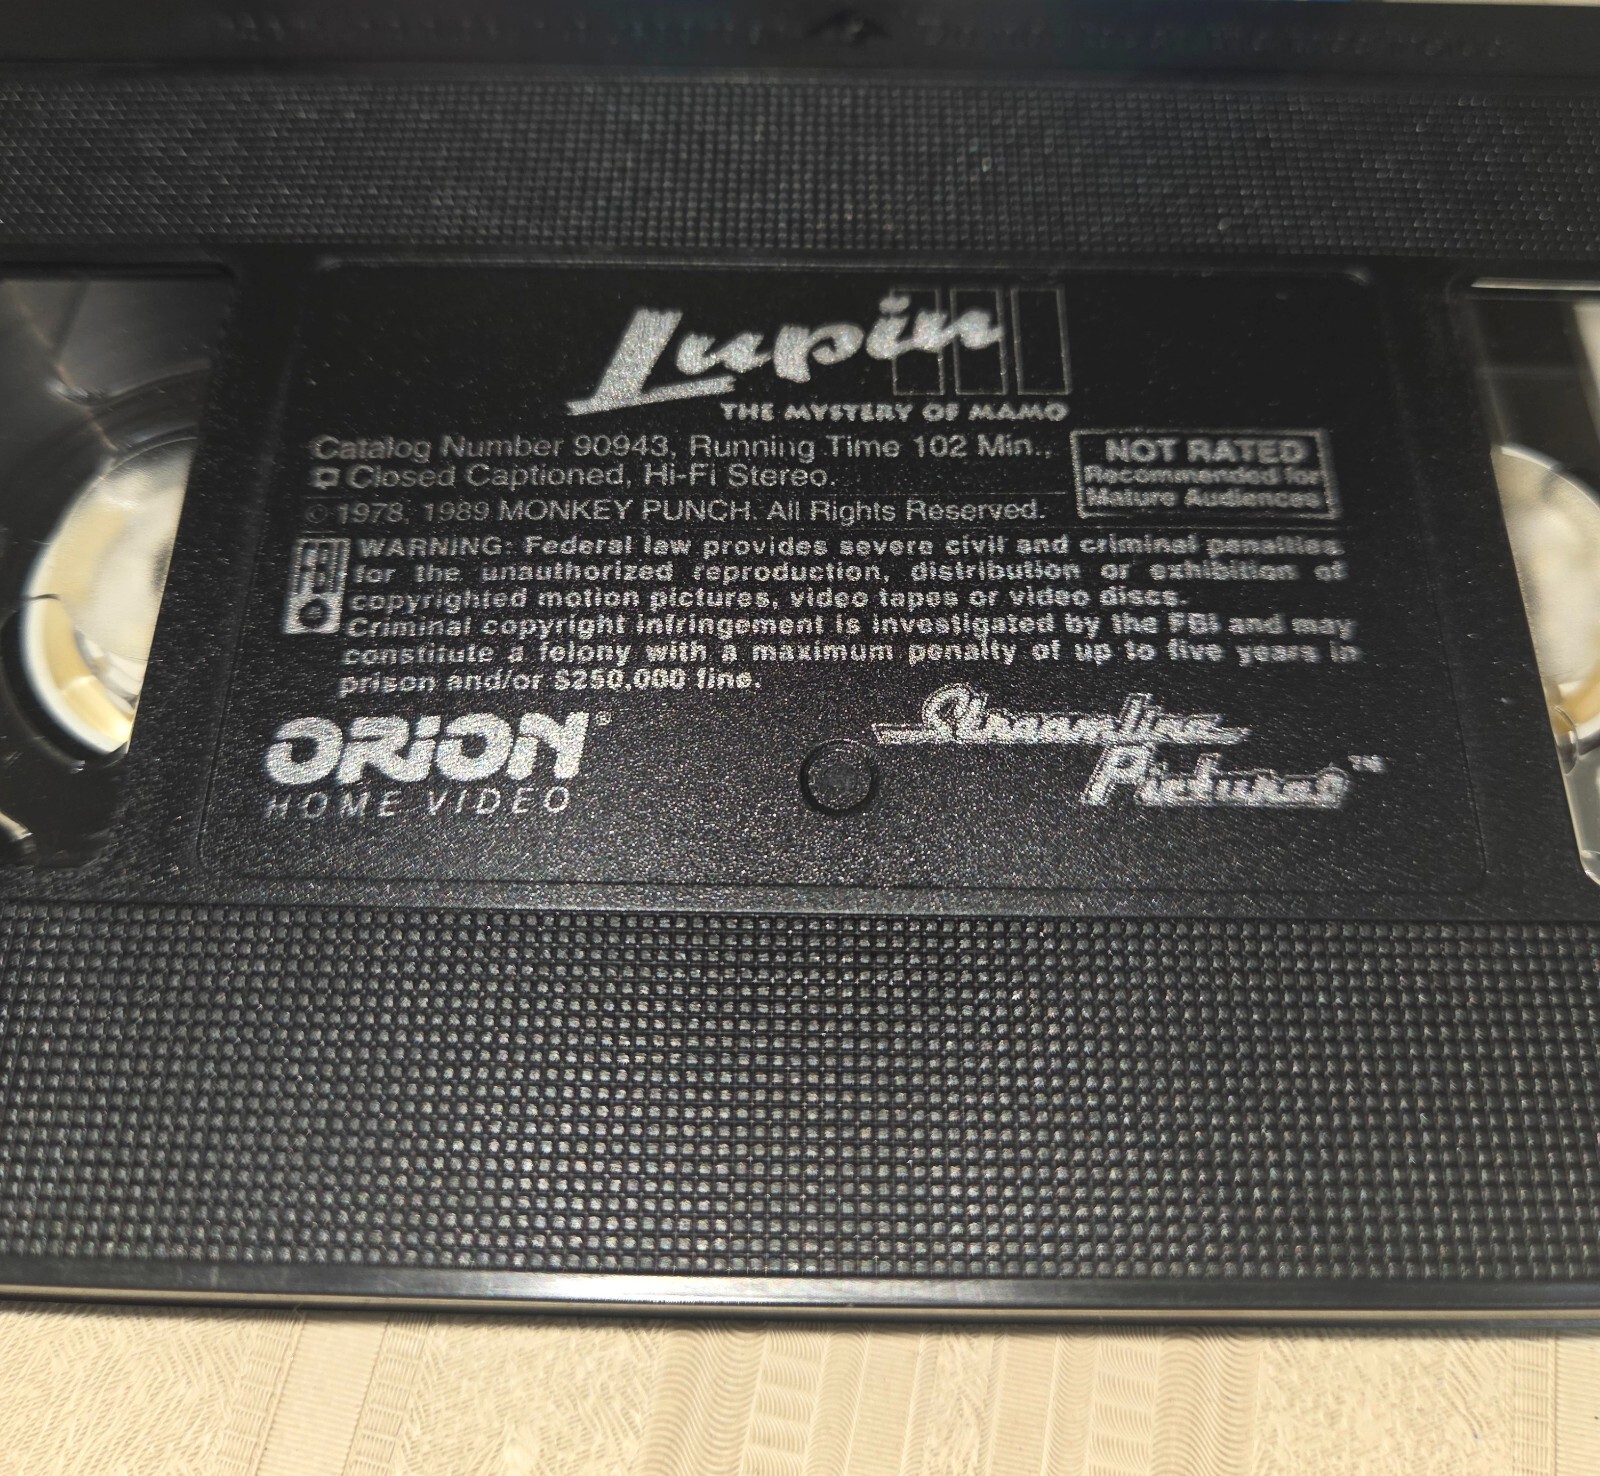 Lupin III
THE MYSTERY OF MAMO
Catalog Number 90943, Running Time 102 Min.,
Closed Captioned, Hi-Fi Stereo.
NOT RATED
Recommended for
Mature Audiences
© 1978, 1989 MONKEY PUNCH. All Rights Reserved.
WARNING: Federal law provides severe civil and criminal penalties
for the unauthorized reproduction, distribution or exhibition of
copyrighted motion pictures, video tapes or video discs.
Criminal copyright infringement is investigated by the FBI and may
constitute a felony with a maximum penalty of up to five years in
prison and/or $250,000 fine.
ORION®
HOME VIDEO
Streamline
Pictures™